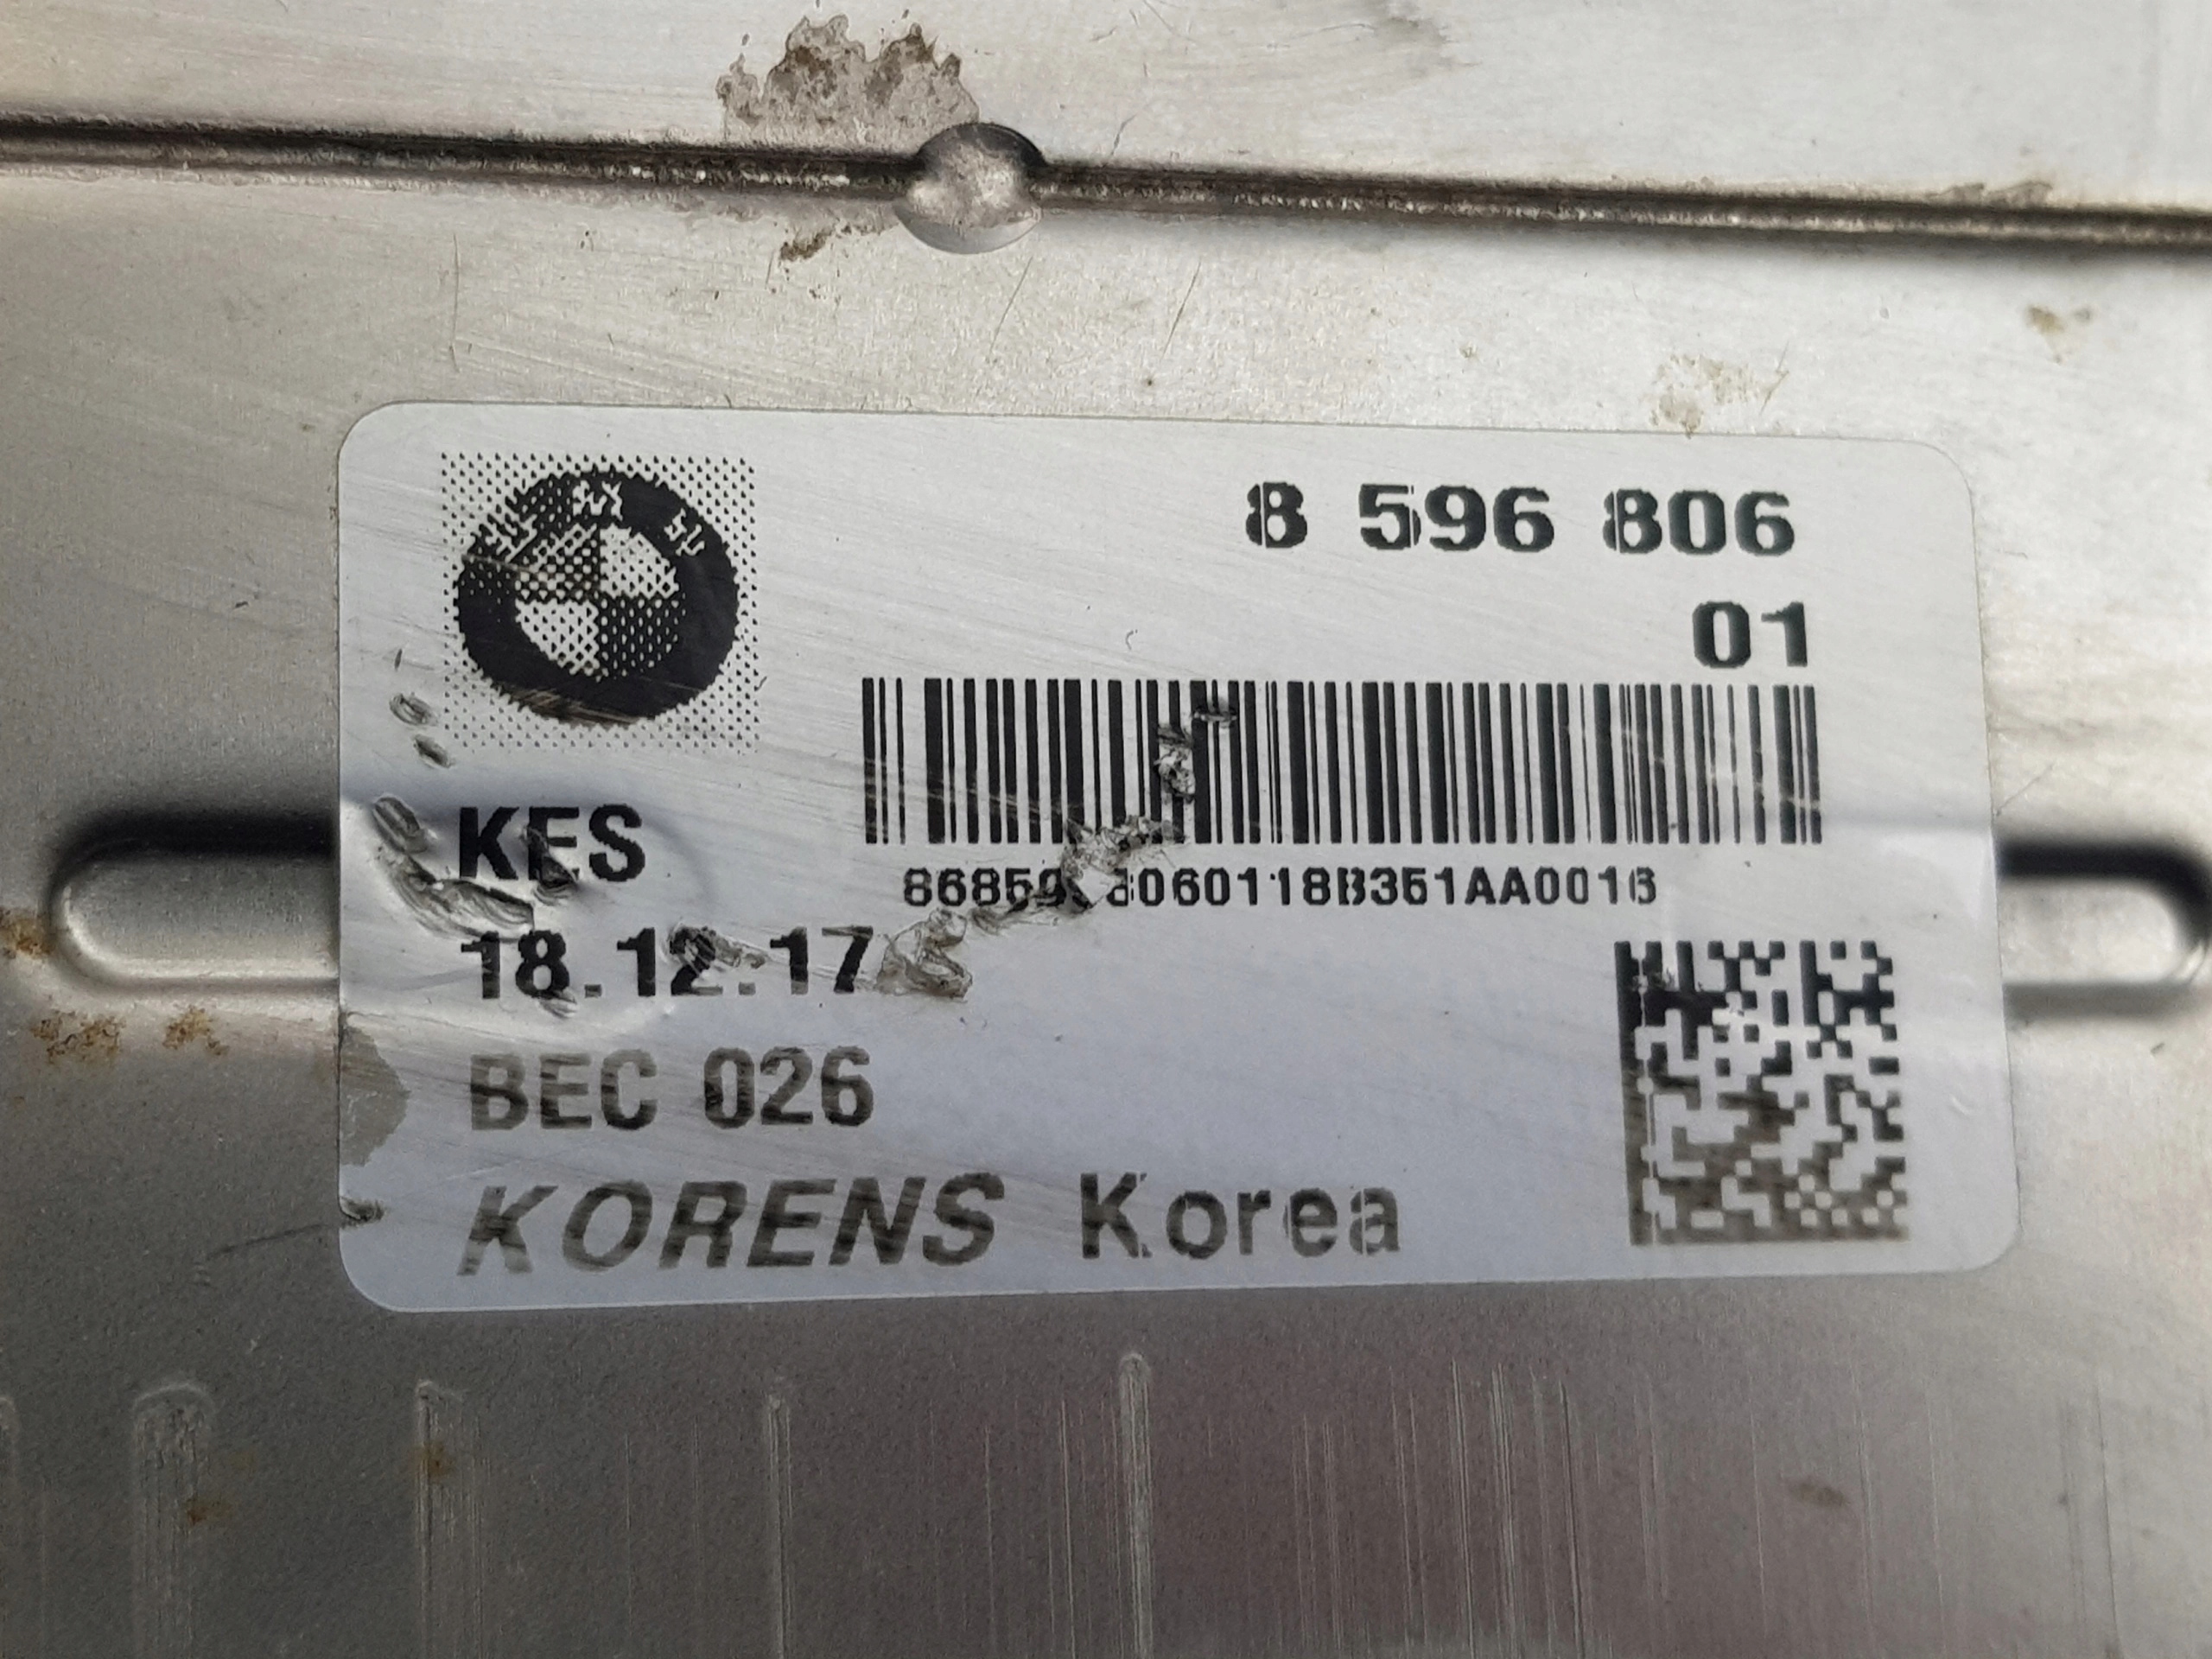 8 596 806
01
KES
18.12.17
BEC 026
KORENS Korea